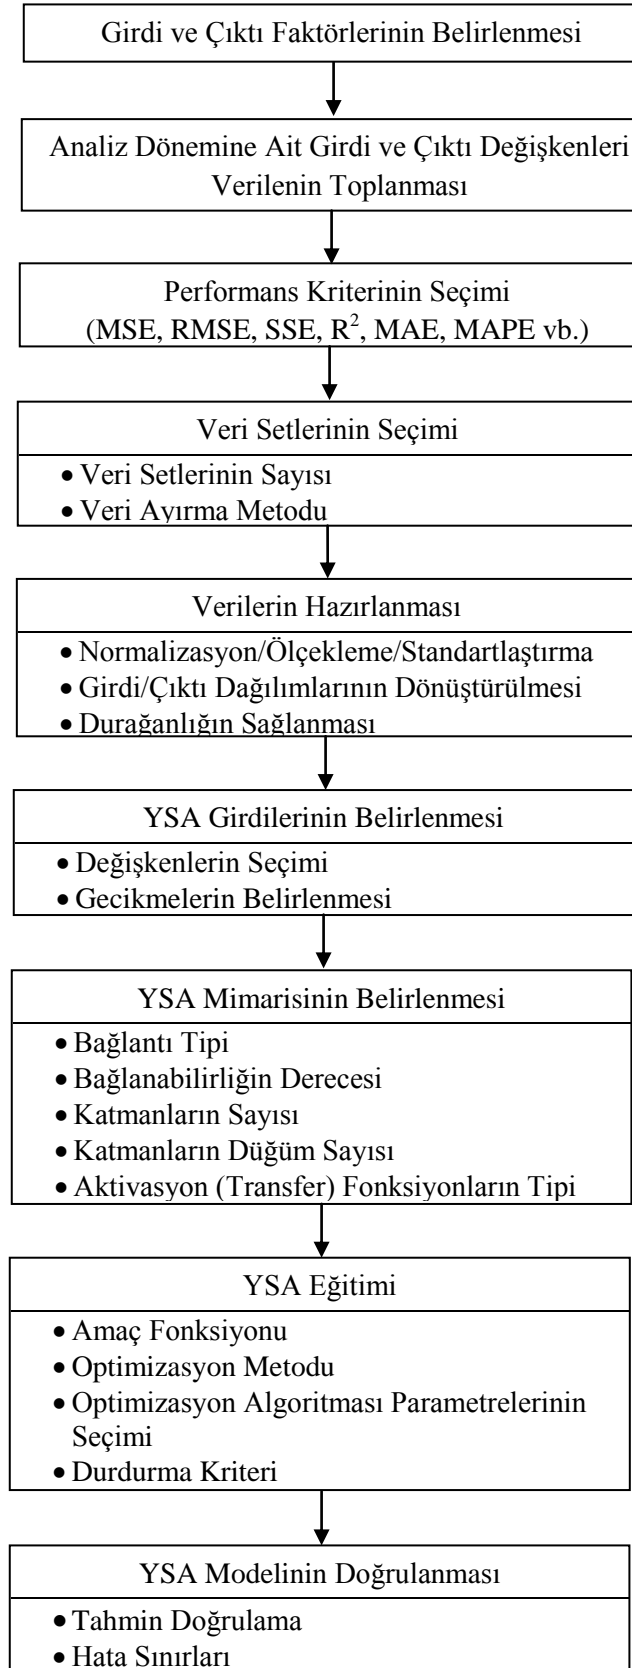 Girdi ve Çıktı Faktörlerinin Belirlenmesi
Analiz Dönemine Ait Girdi ve Çıktı Değişkenleri
Verilenin Toplanması
Performans Kriterinin Seçimi
(MSE, RMSE, SSE, R², MAE, MAPE vb.)
Veri Setlerinin Seçimi
• Veri Setlerinin Sayısı
• Veri Ayırma Metodu
Verilerin Hazırlanması
• Normalizasyon/Ölçekleme/Standartlaştırma
• Girdi/Çıktı Dağılımlarının Dönüştürülmesi
• Durağanlığın Sağlanması
YSA Girdilerinin Belirlenmesi
• Değişkenlerin Seçimi
• Gecikmelerin Belirlenmesi
YSA Mimarisinin Belirlenmesi
• Bağlantı Tipi
• Bağlanabilirliğin Derecesi
• Katmanların Sayısı
• Katmanların Düğüm Sayısı
• Aktivasyon (Transfer) Fonksiyonların Tipi
YSA Eğitimi
• Amaç Fonksiyonu
• Optimizasyon Metodu
• Optimizasyon Algoritması Parametrelerinin
Seçimi
• Durdurma Kriteri
YSA Modelinin Doğrulanması
• Tahmin Doğrulama
• Hata Sınırları